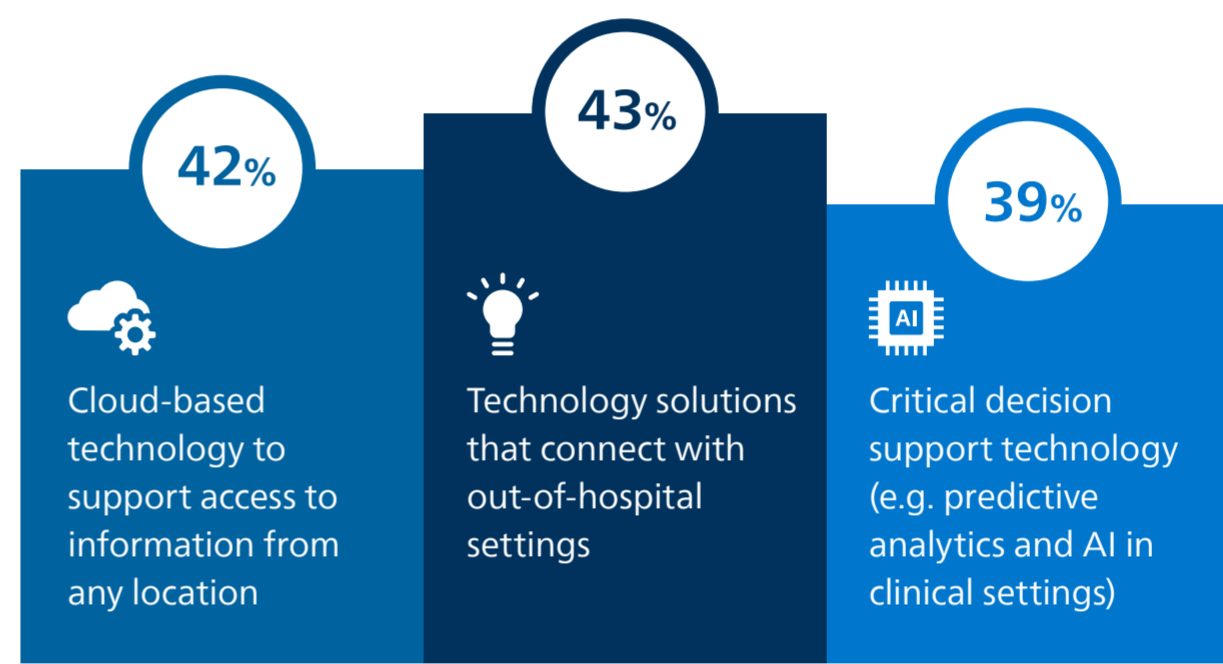 42%
Cloud-based
technology to
support access to
information from
any location
43%
Technology solutions
that connect with
out-of-hospital
settings
39%
AI
Critical decision
support technology
(e.g. predictive
analytics and AI in
clinical settings)